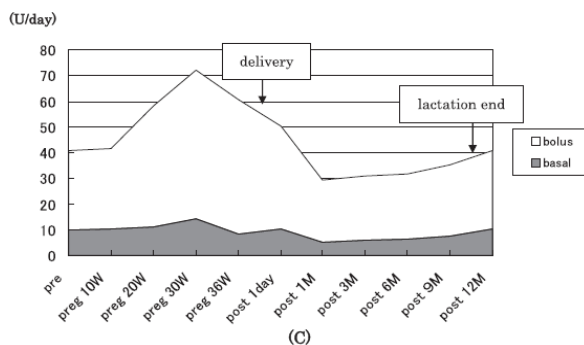 (U/day)
80
70
60
50
40
30
20
10
0
delivery
lactation end
bolus
basal
pre
preg 10W
preg 20W
preg 30W
preg 36W
post 1day
post 1M
post 3M
post 6M
post 9M
post 12M
(C)